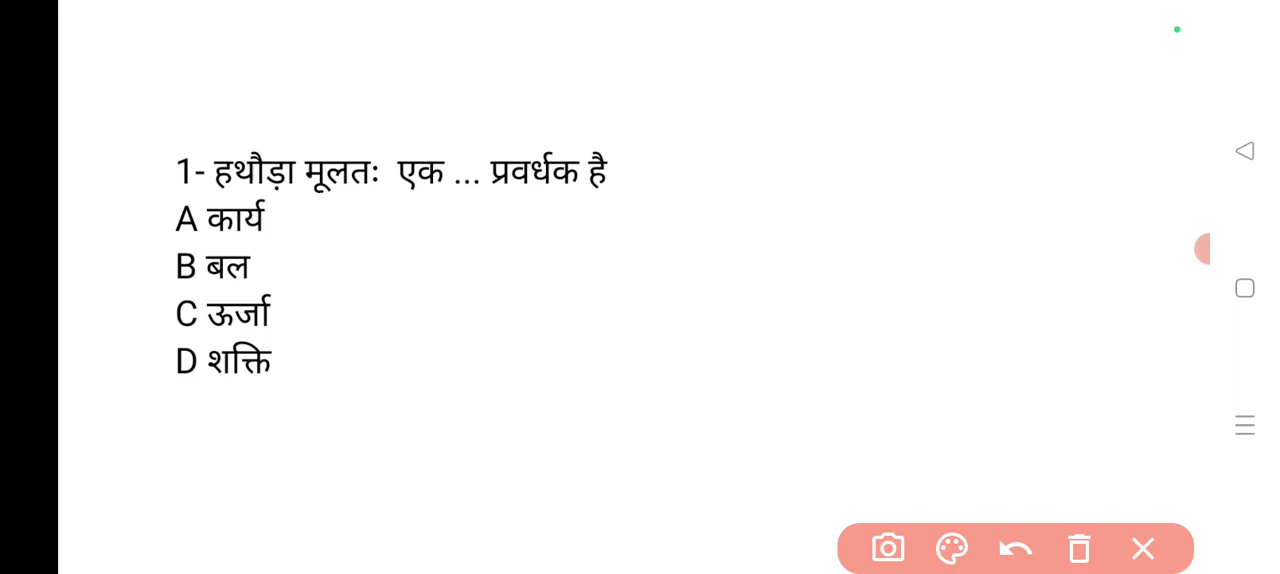 1- हथौड़ा मूलतः एक ... प्रवर्धक है
A कार्य
B बल
C ऊर्जा
D शक्ति